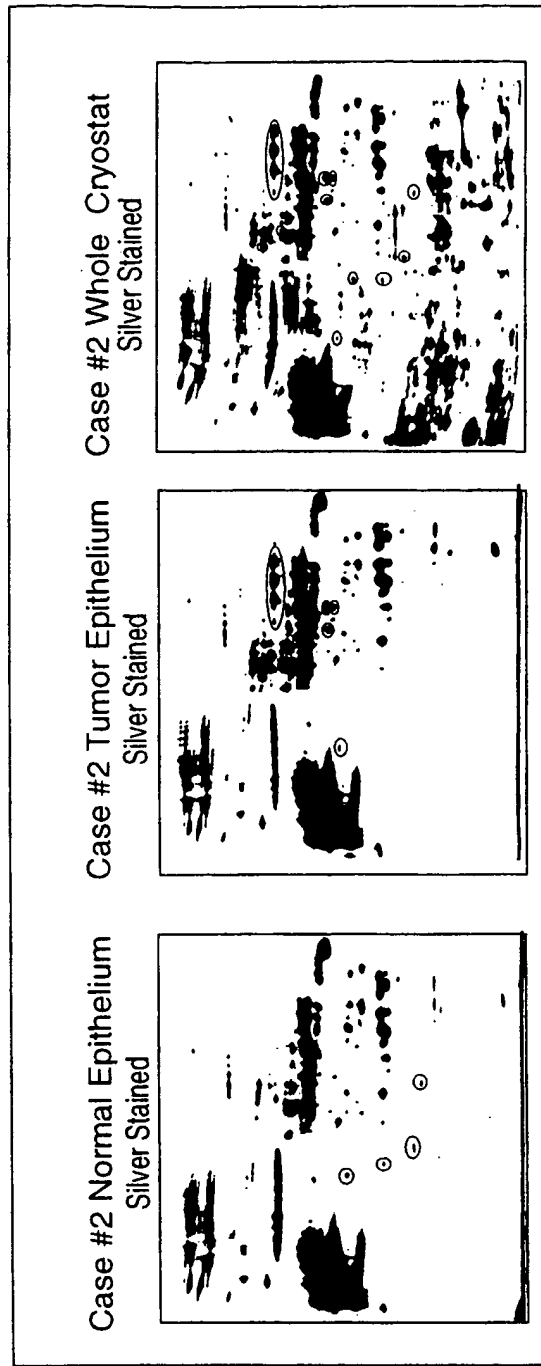 Case #2 Normal Epithelium
Silver Stained
Case #2 Tumor Epithelium
Silver Stained
Case #2 Whole Cryostat
Silver Stained